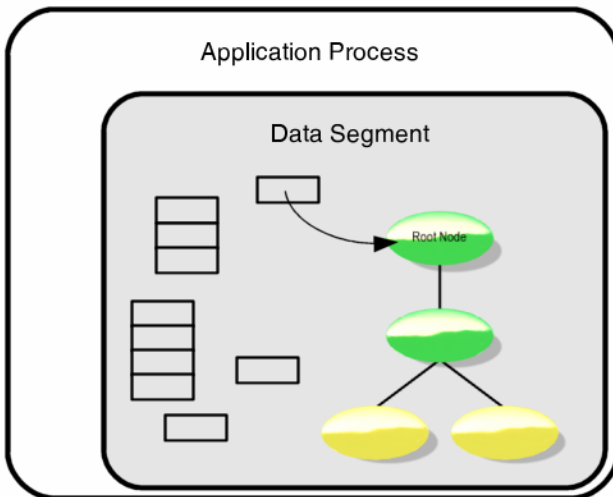 Application Process
Data Segment
Root Node